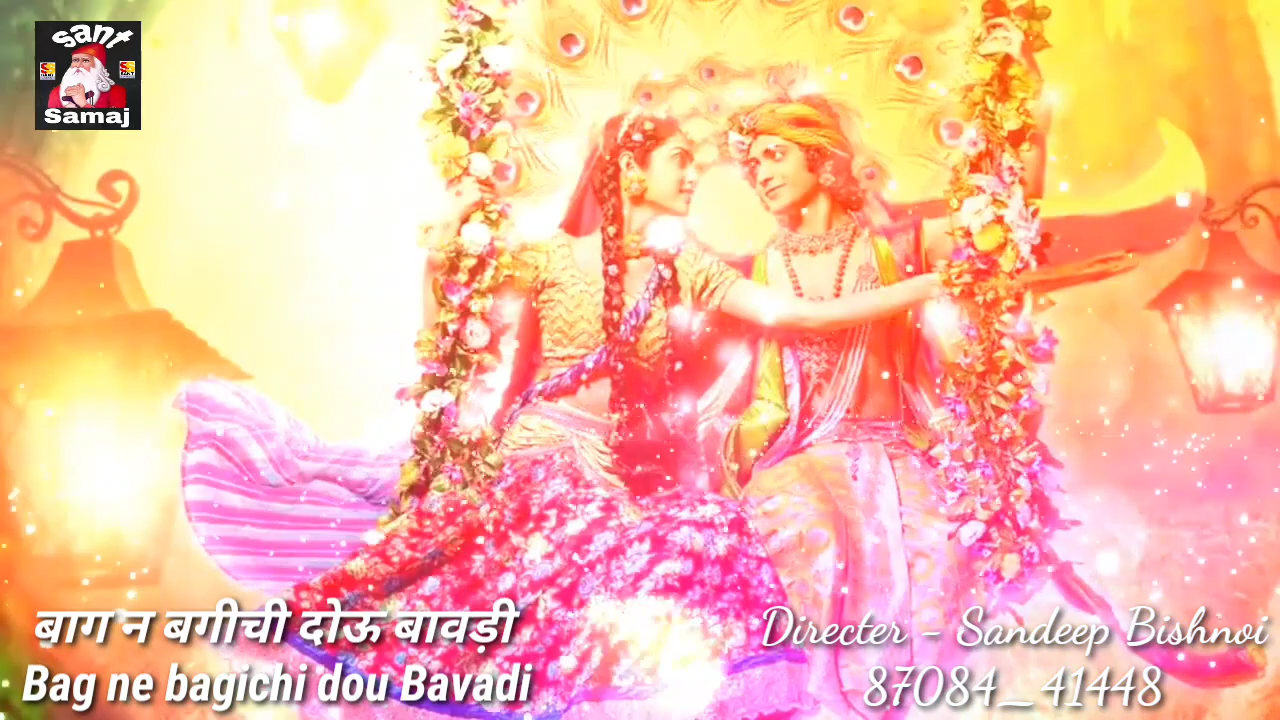 Sant
Samaj
बाग न बगीची दोऊ बावड़ी
Bag ne bagichi dou Bavadi
Directer - Sandeep Bishnoi
87084_41448